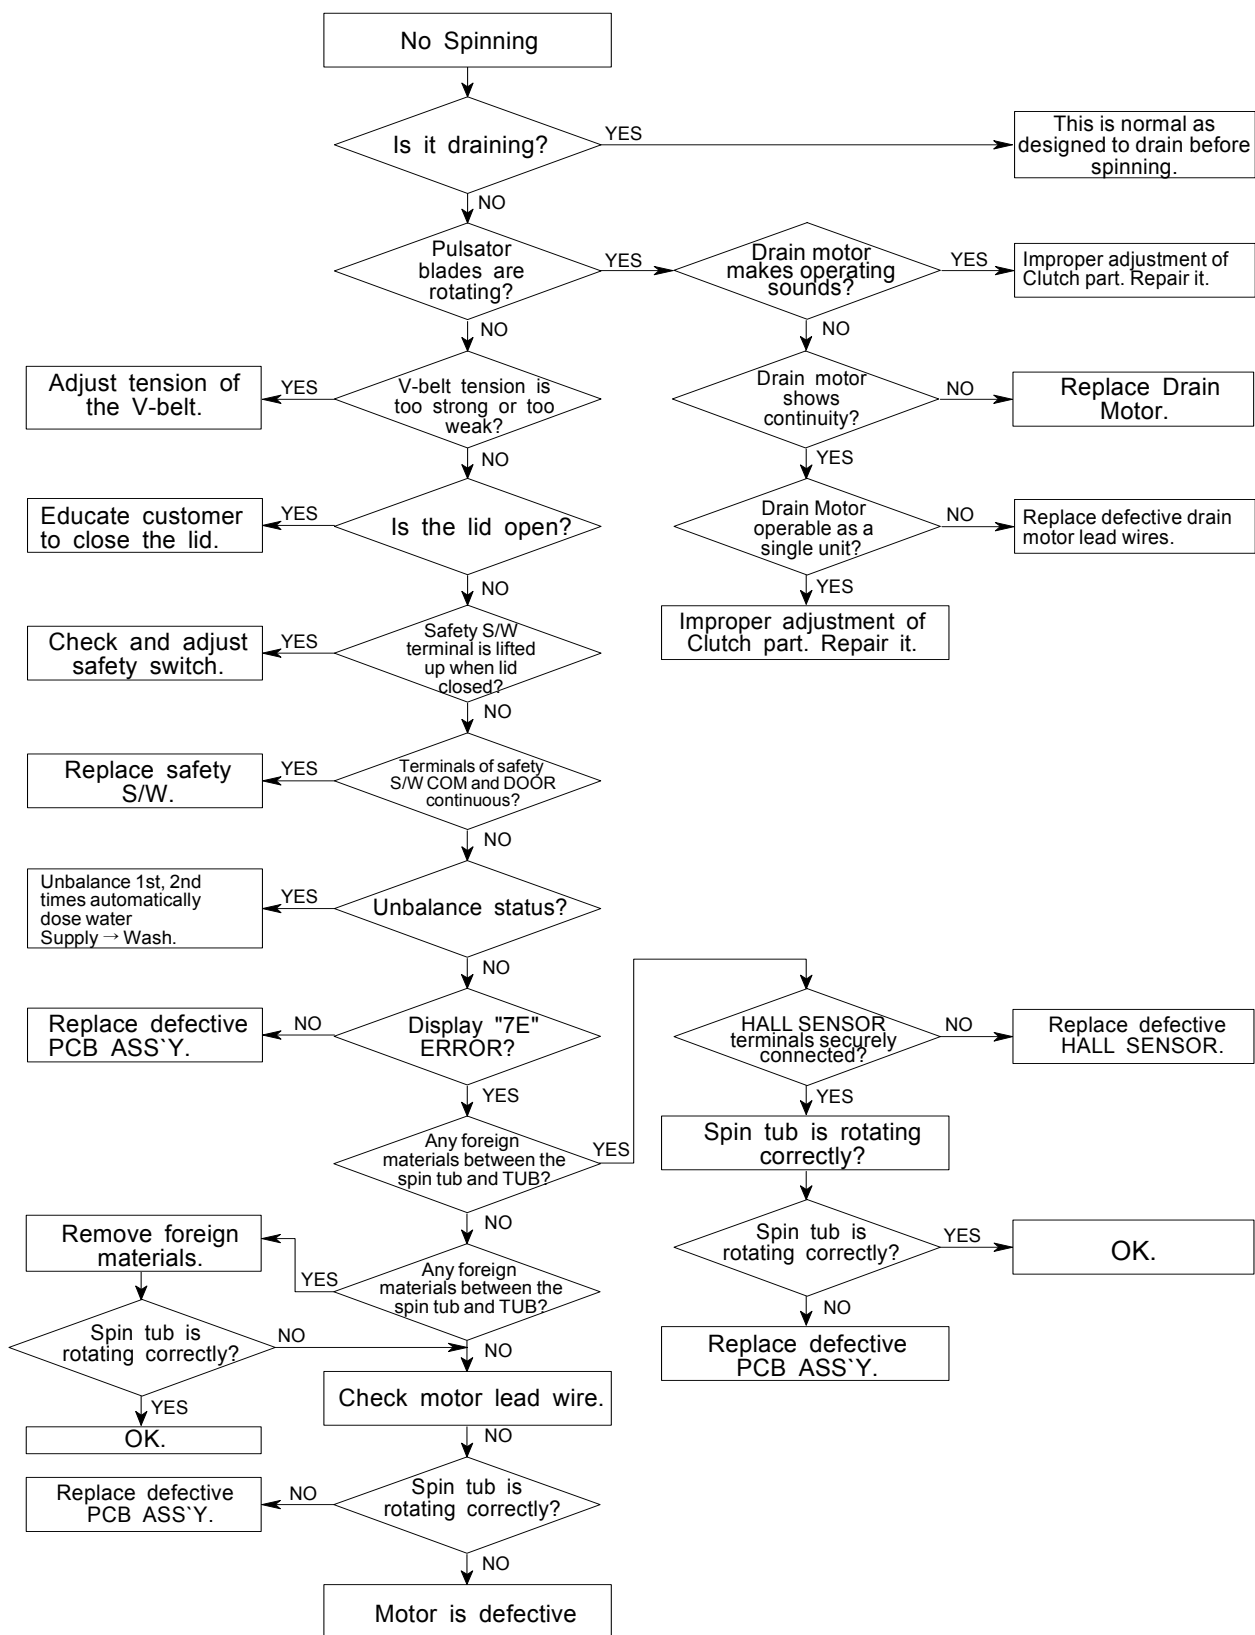 No Spinning
Is it draining?
YES
This is normal as
designed to drain before
spinning.
NO
Pulsator
blades are
rotating?
YES
Drain motor
makes operating
sounds?
YES
Improper adjustment of
Clutch part. Repair it.
NO
NO
Adjust tension of
the V-belt.
YES
V-belt tension is
too strong or too
weak?
Drain motor
shows
continuity?
NO
Replace Drain
Motor.
NO
YES
Educate customer
to close the lid.
YES
Is the lid open?
Drain Motor
operable as a
single unit?
NO
Replace defective drain
motor lead wires.
NO
YES
Check and adjust
safety switch.
YES
Safety S/W
terminal is lifted
up when lid
closed?
Improper adjustment of
Clutch part. Repair it.
NO
Replace safety
S/W.
YES
Terminals of safety
S/W COM and DOOR
continuous?
NO
Unbalance 1st, 2nd
times automatically
dose water
Supply → Wash.
YES
Unbalance status?
NO
Replace defective
PCB ASS`Y.
NO
Display "7E"
ERROR?
HALL SENSOR
terminals securely
connected?
NO
Replace defective
HALL SENSOR.
YES
YES
Any foreign
materials between the
spin tub and TUB?
YES
Spin tub is rotating
correctly?
NO
Remove foreign
materials.
YES
Any foreign
materials between the
spin tub and TUB?
Spin tub is
rotating correctly?
YES
OK.
NO
Spin tub is
rotating correctly?
NO
NO
Replace defective
PCB ASS`Y.
YES
OK.
Check motor lead wire.
NO
Replace defective
PCB ASS`Y.
NO
Spin tub is
rotating correctly?
NO
Motor is defective